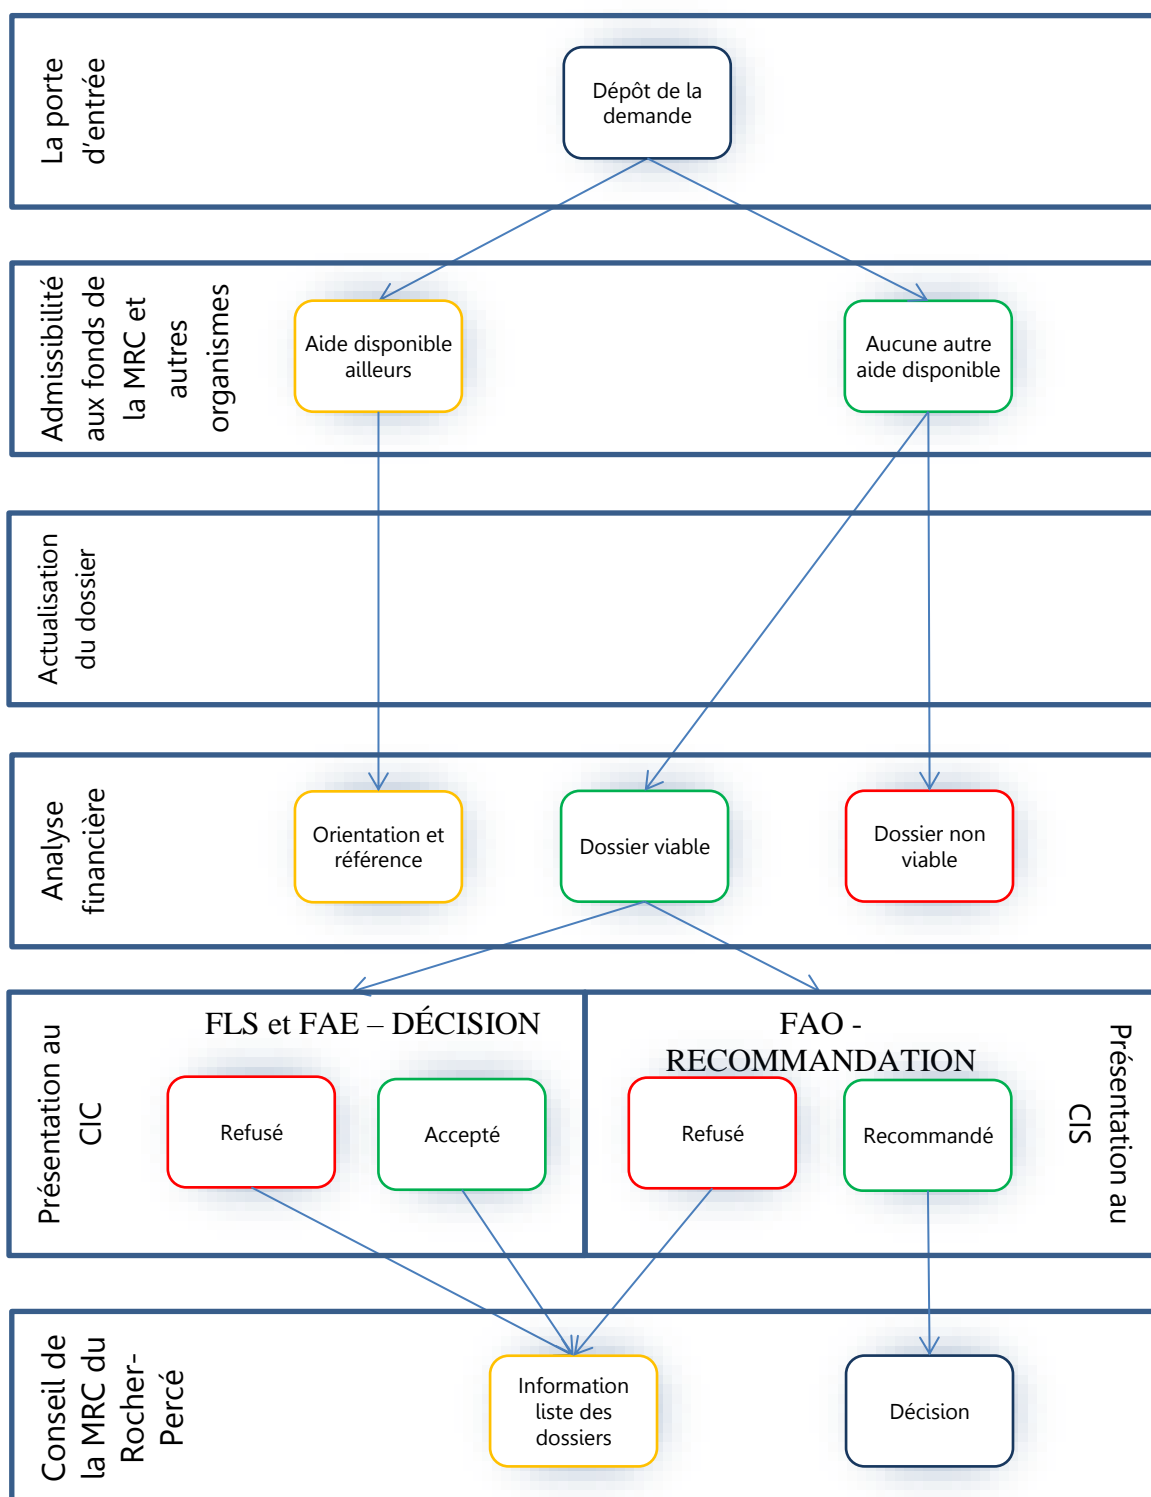 La porte
d'entrée
Dépôt de la
demande
Admissibilité
aux fonds de
la MRC et
autres
organismes
Aide disponible
ailleurs
Aucune autre
aide disponible
Actualisation
du dossier
Analyse
financière
Orientation et
référence
Dossier viable
Dossier non
viable
Présentation au
CIC
FLS et FAE – DÉCISION
Refusé
Accepté
FAO -
RECOMMANDATION
Refusé
Recommandé
Présentation au
CIS
Conseil de
la MRC du
Rocher-
Percé
Information
liste des
dossiers
Décision